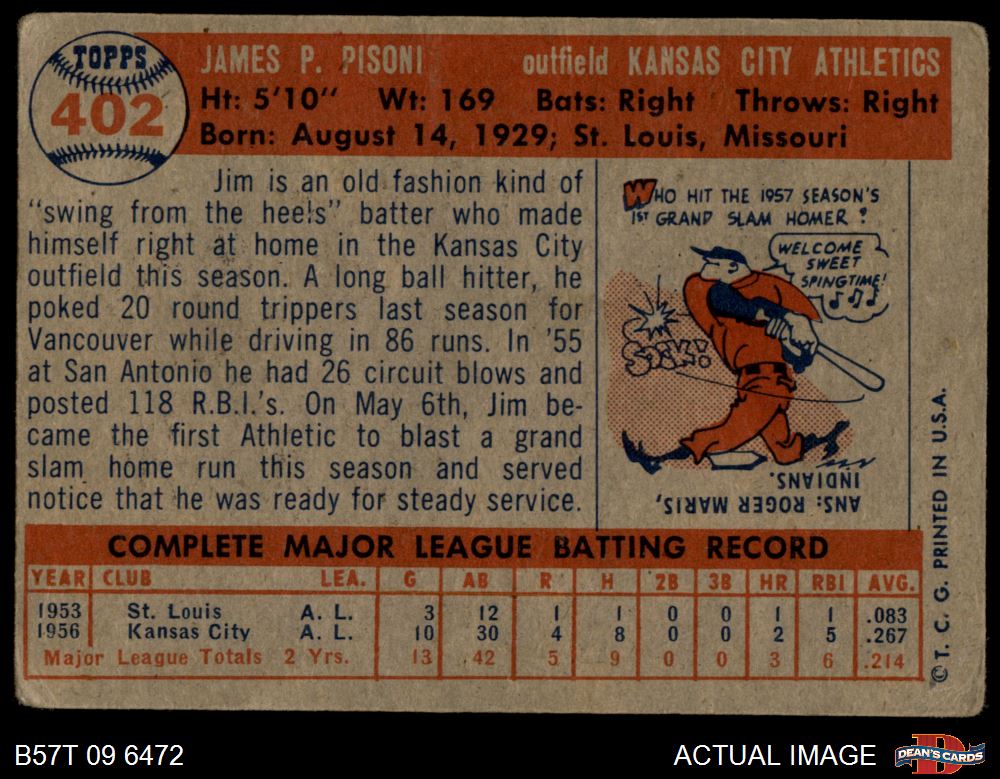 TOPPS
402
JAMES P. PISONI outfield KANSAS CITY ATHLETICS
Ht: 5'10" Wt: 169 Bats: Right Throws: Right
Born: August 14, 1929; St. Louis, Missouri
Jim is an old fashion kind of
"swing from the heels" batter who made
himself right at home in the Kansas City
outfield this season. A long ball hitter, he
poked 20 round trippers last season for
Vancouver while driving in 86 runs. In '55
at San Antonio he had 26 circuit blows and
posted 118 R.B.I.'s. On May 6th, Jim be-
came the first Athletic to blast a grand
slam home run this season and served
notice that he was ready for steady service.
WHO HIT THE 1957 SEASON'S
1ST GRAND SLAM HOMER?
WELCOME
SWEET
SPINGTIME!
SOCK!
ANS: ROGER MARIS,
INDIANS.
COMPLETE MAJOR LEAGUE BATTING RECORD
YEAR CLUB LEA. G AB R H 2B 3B HR RBI AVG.
1953 St. Louis A. L. 3 12 1 1 0 0 1 1 .083
1956 Kansas City A. L. 10 30 4 8 0 0 2 5 .267
Major League Totals 2 Yrs. 13 42 5 9 0 0 3 6 .214
© T. C. G. PRINTED IN U.S.A.
B57T 09 6472
ACTUAL IMAGE
DEAN'S CARDS